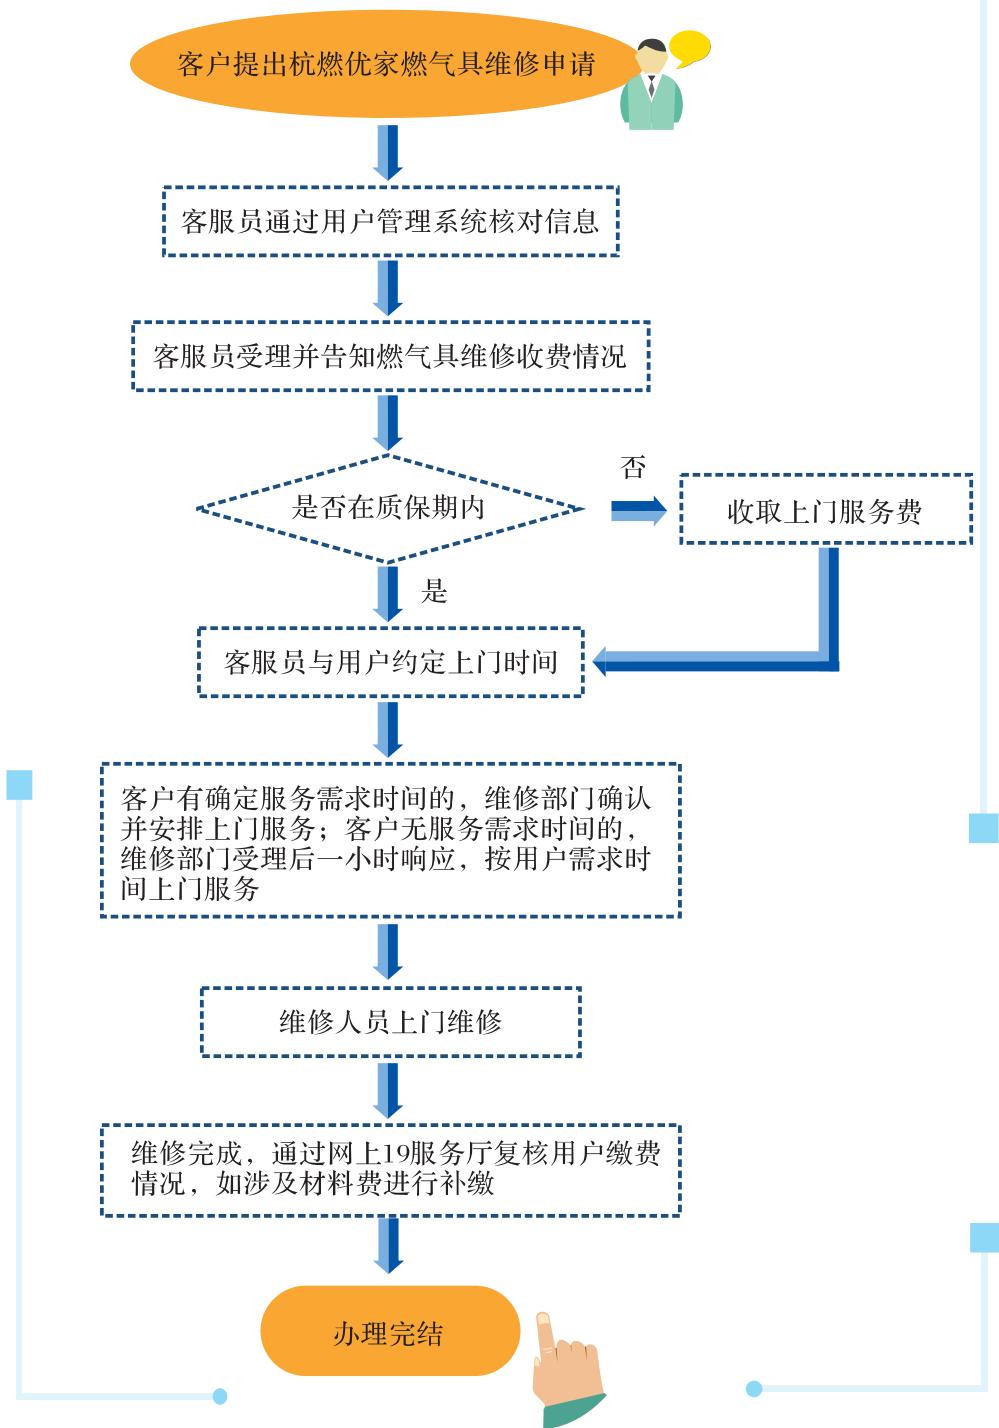 客户提出杭燃优家燃气具维修申请
客服员通过用户管理系统核对信息
客服员受理并告知燃气具维修收费情况
否
是否在质保期内
收取上门服务费
是
客服员与用户约定上门时间
客户有确定服务需求时间的，维修部门确认
并安排上门服务；客户无服务需求时间的，
维修部门受理后一小时响应，按用户需求时
间上门服务
维修人员上门维修
维修完成，通过网上19服务厅复核用户缴费
情况，如涉及材料费进行补缴
办理完结